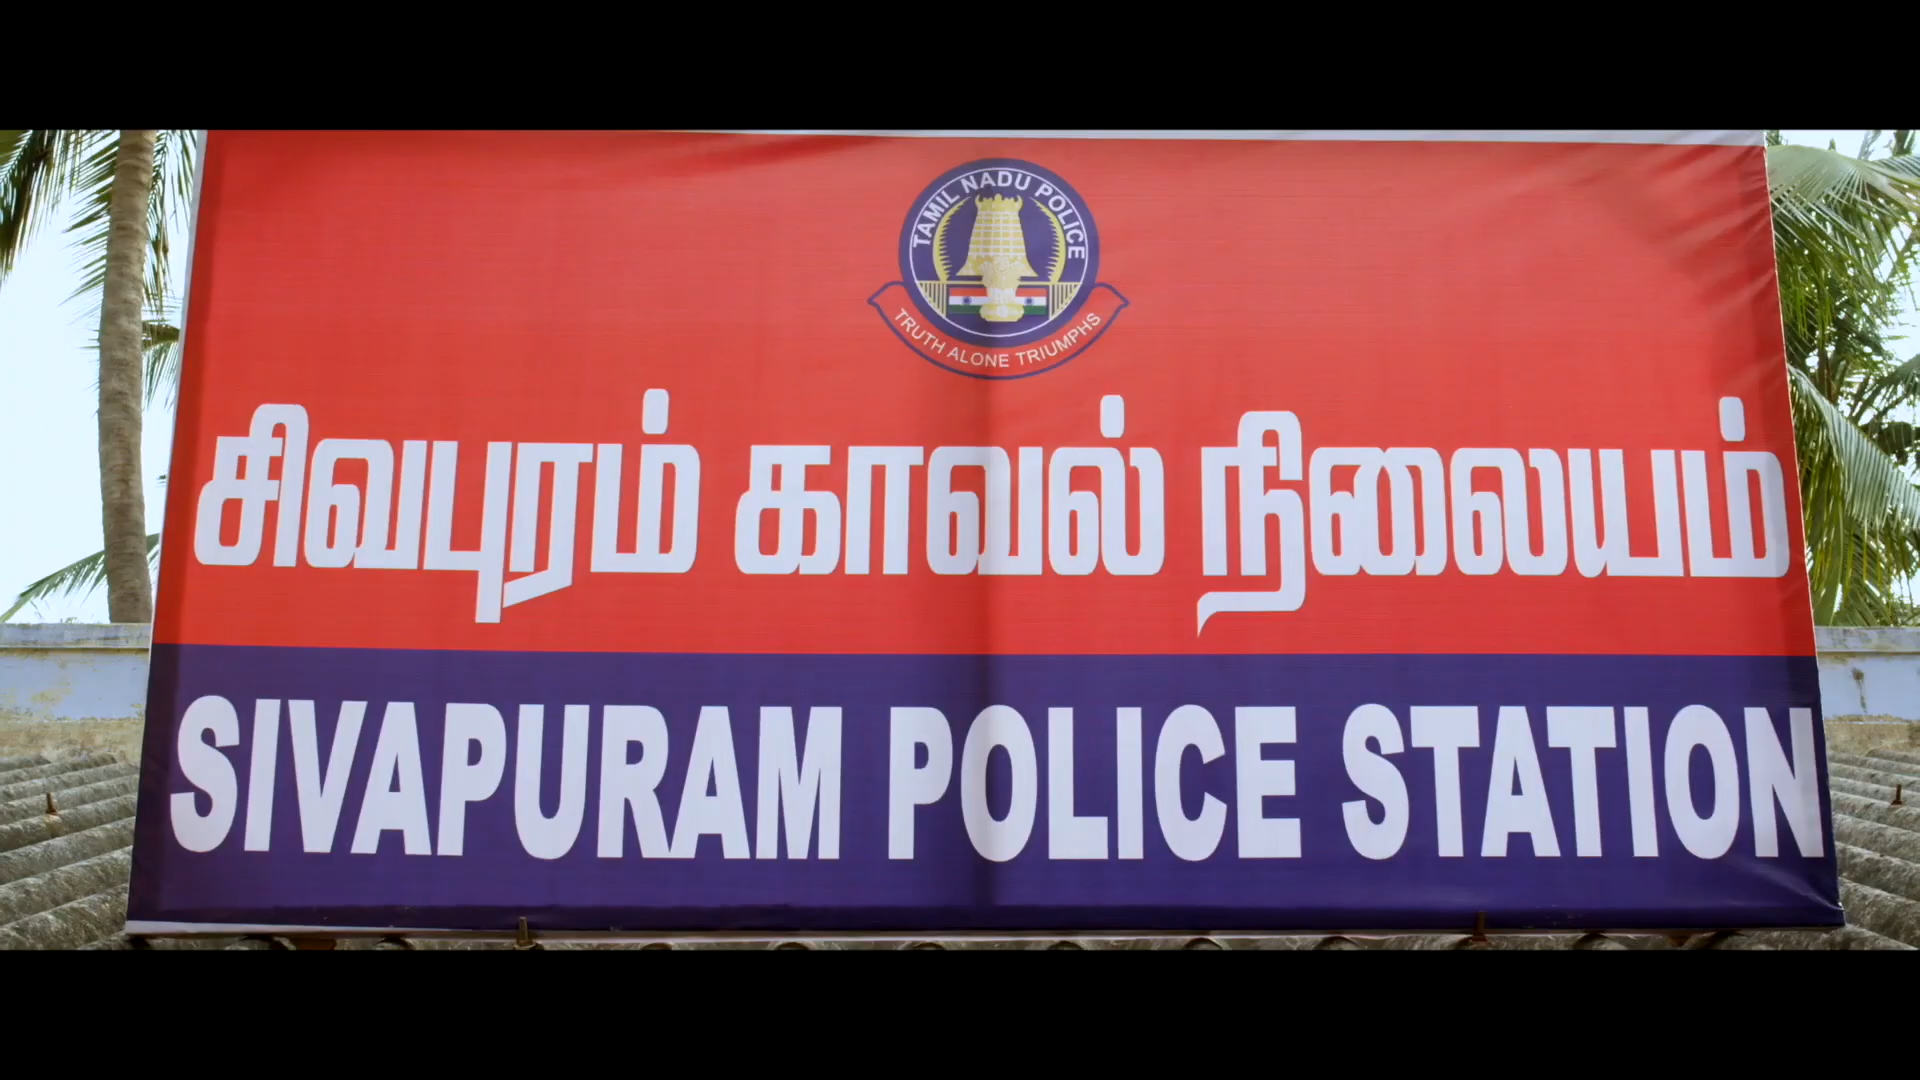 TAMIL NADU POLICE
TRUTH ALONE TRIUMPHS
சிவபுரம் காவல் நிலையம்
SIVAPURAM POLICE STATION